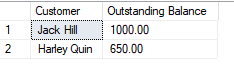 Customer Outstanding Balance
1 Jack Hill 1000.00
2 Harley Quin 650.00